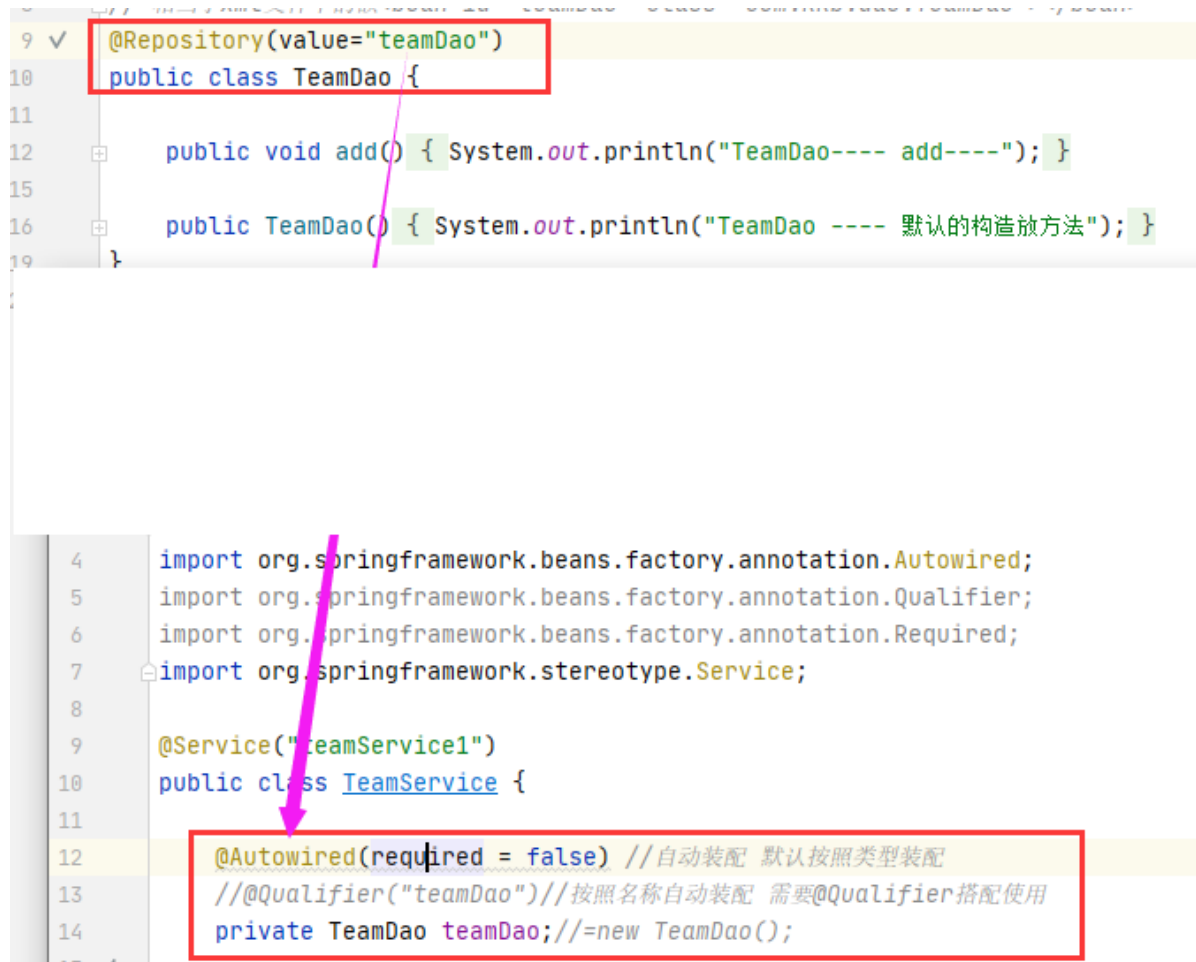 9 @Repository(value="teamDao")
10 public class TeamDao {
11
12 public void add() { System.out.println("TeamDao---- add----"); }
15
16 public TeamDao() { System.out.println("TeamDao ---- 默认的构造放方法"); }
19 }
4 import org.springframework.beans.factory.annotation.Autowired;
5 import org.springframework.beans.factory.annotation.Qualifier;
6 import org.springframework.beans.factory.annotation.Required;
7 import org.springframework.stereotype.Service;
8
9 @Service("teamService1")
10 public class TeamService {
11
12 @Autowired(required = false) //自动装配 默认按照类型装配
13 //@Qualifier("teamDao")//按照名称自动装配 需要@Qualifier搭配使用
14 private TeamDao teamDao;//=new TeamDao();